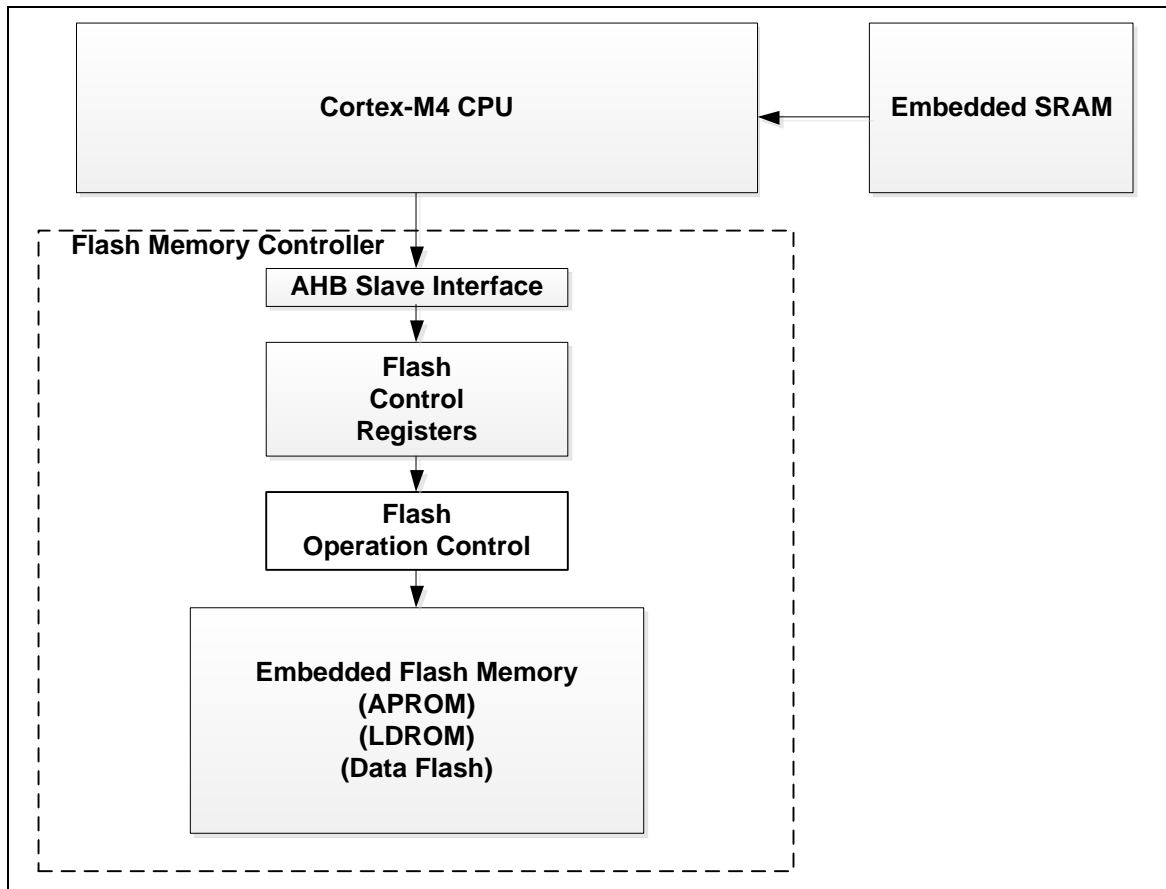 Cortex-M4 CPU
Embedded SRAM
Flash Memory Controller
AHB Slave Interface
Flash
Control
Registers
Flash
Operation Control
Embedded Flash Memory
(APROM)
(LDROM)
(Data Flash)